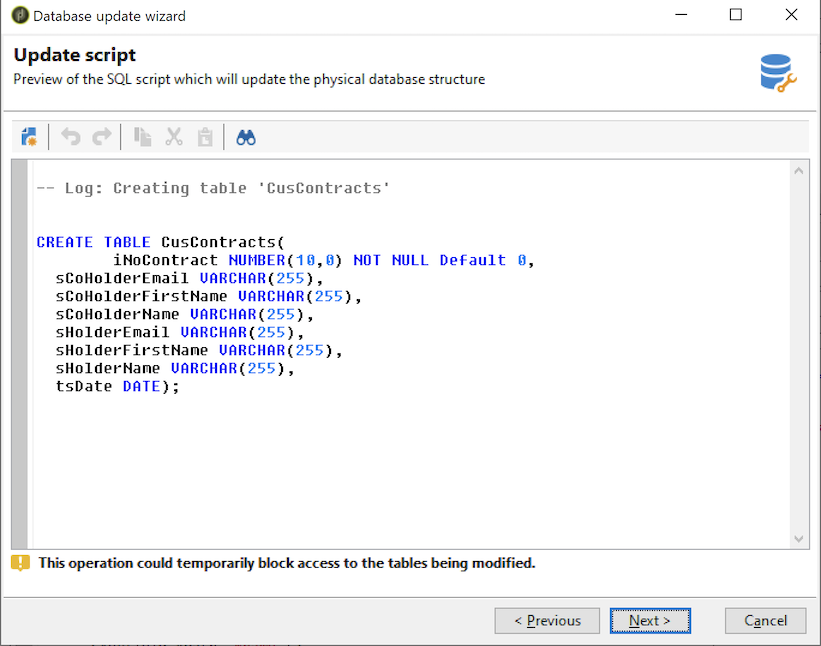 Database update wizard
Update script
Preview of the SQL script which will update the physical database structure
-- Log: Creating table 'CusContracts'
CREATE TABLE CusContracts(
iNoContract NUMBER(10,0) NOT NULL Default 0,
sCoHolderEmail VARCHAR(255),
sCoHolderFirstName VARCHAR(255),
sCoHolderName VARCHAR(255),
sHolderEmail VARCHAR(255),
sHolderFirstName VARCHAR(255),
sHolderName VARCHAR(255),
tsDate DATE);
This operation could temporarily block access to the tables being modified.
< Previous Next > Cancel